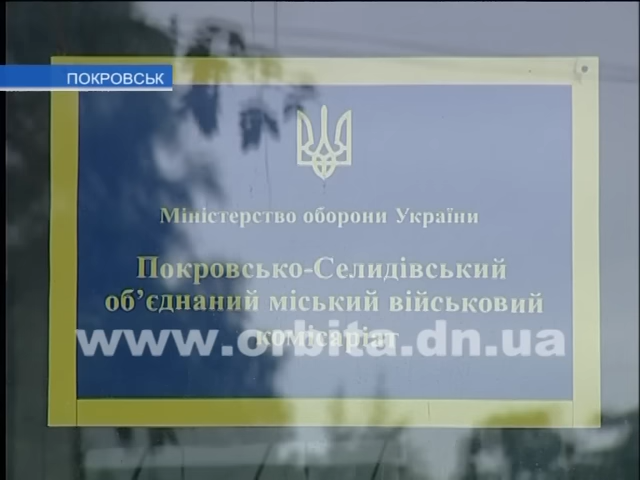 ПОКРОВСЬК
Міністерство оборони України
Покровсько-Селидівський
об’єднаний міський військовий
комісаріат
www.orbita.dn.ua